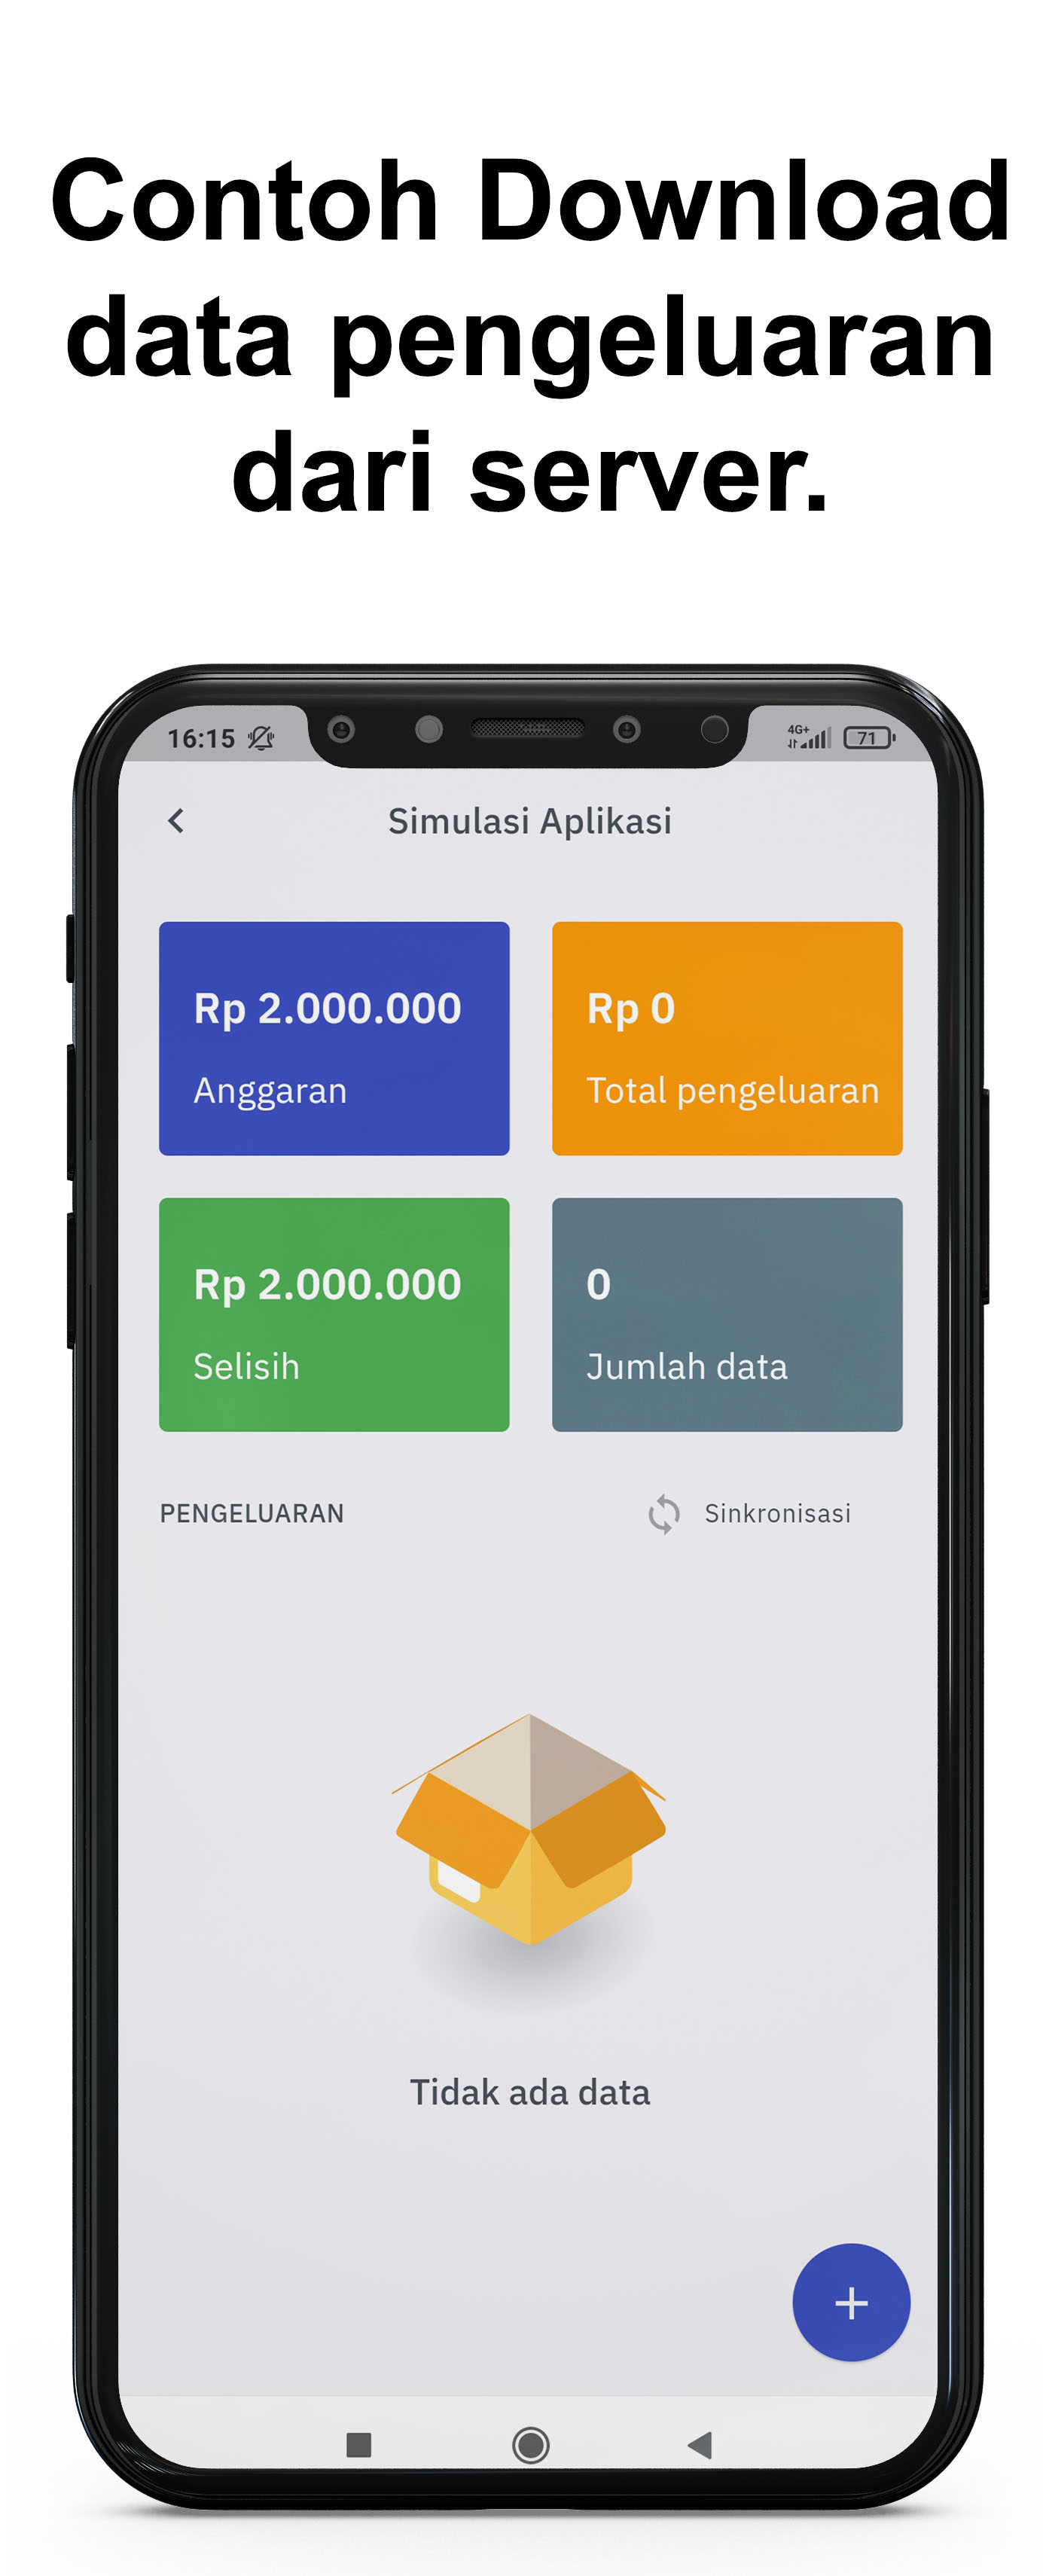 Contoh Download
data pengeluaran
dari server.
16:15
4G+
71
Simulasi Aplikasi
Rp 2.000.000
Anggaran
Rp 0
Total pengeluaran
Rp 2.000.000
Selisih
0
Jumlah data
PENGELUARAN
Sinkronisasi
Tidak ada data